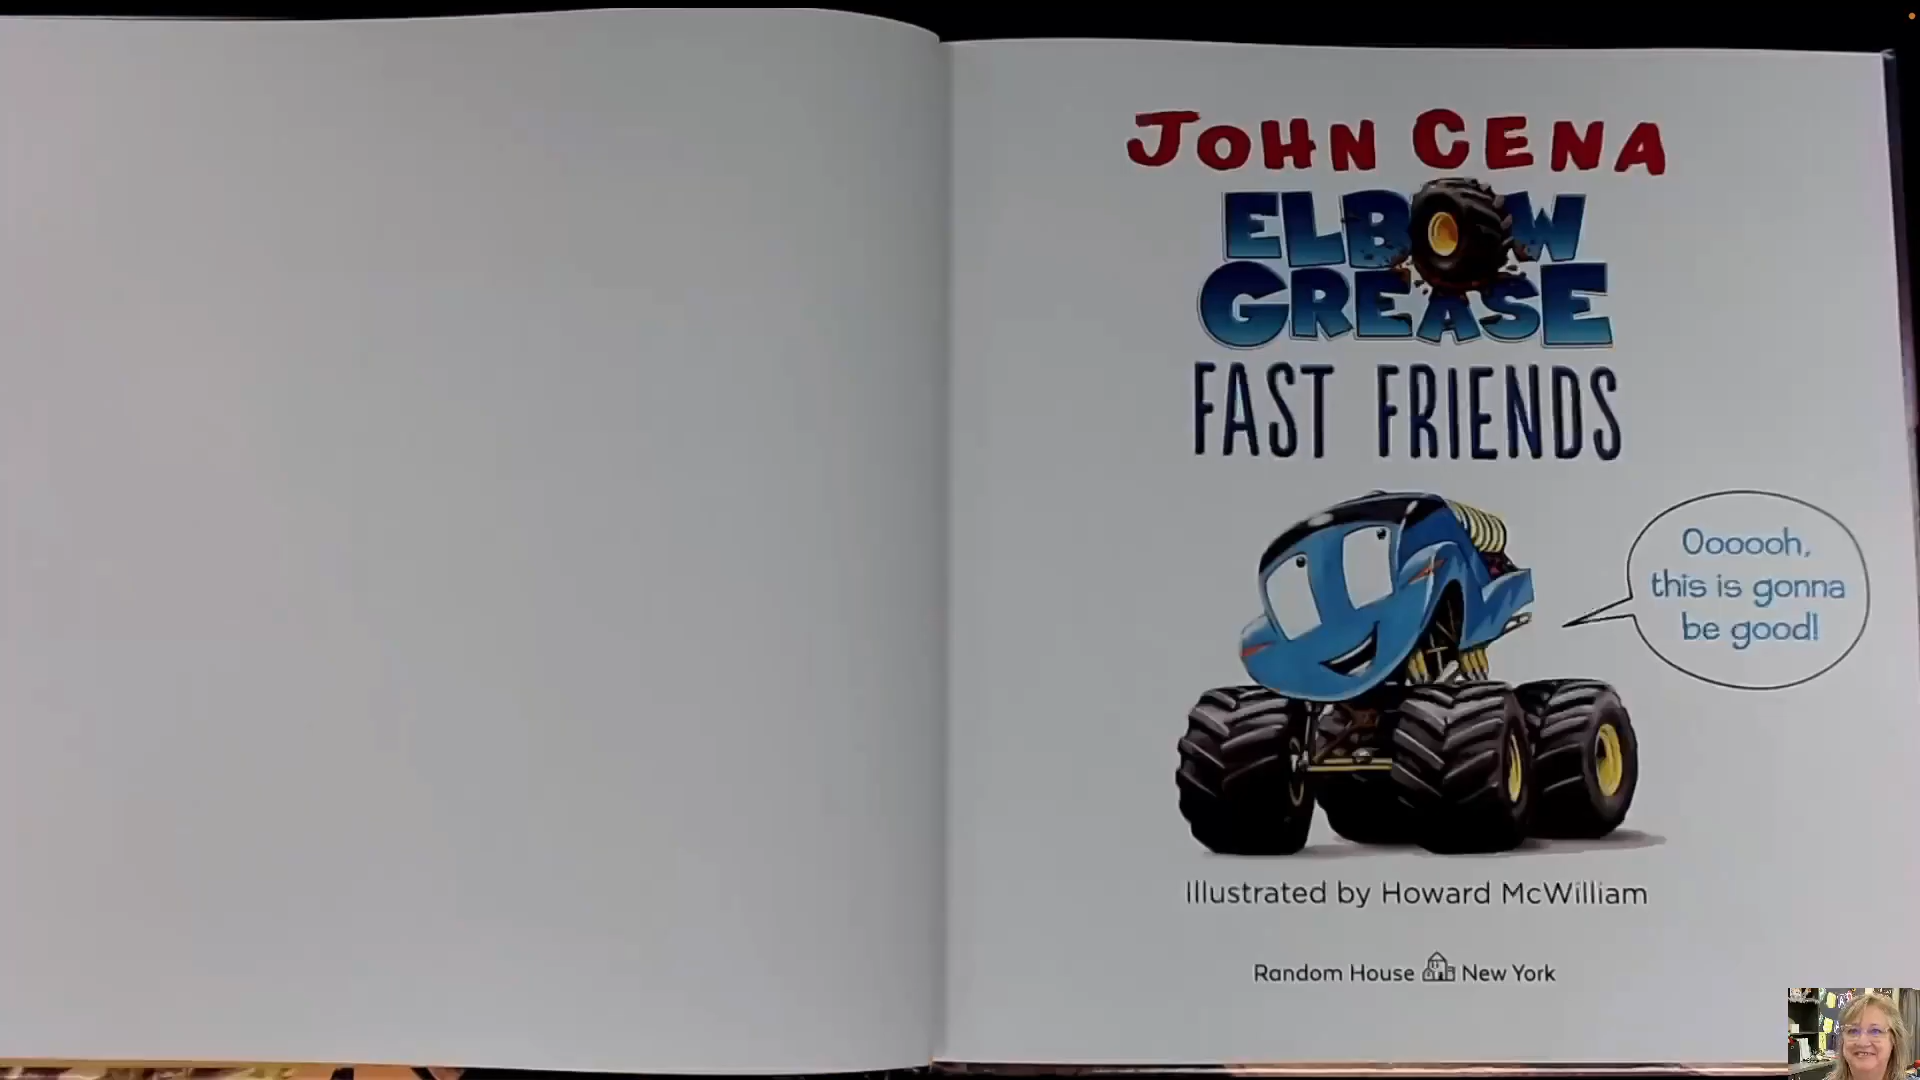 JOHN CENA
ELBOW
GREASE
FAST FRIENDS
Oooooh,
this is gonna
be good!
Illustrated by Howard McWilliam
Random House New York